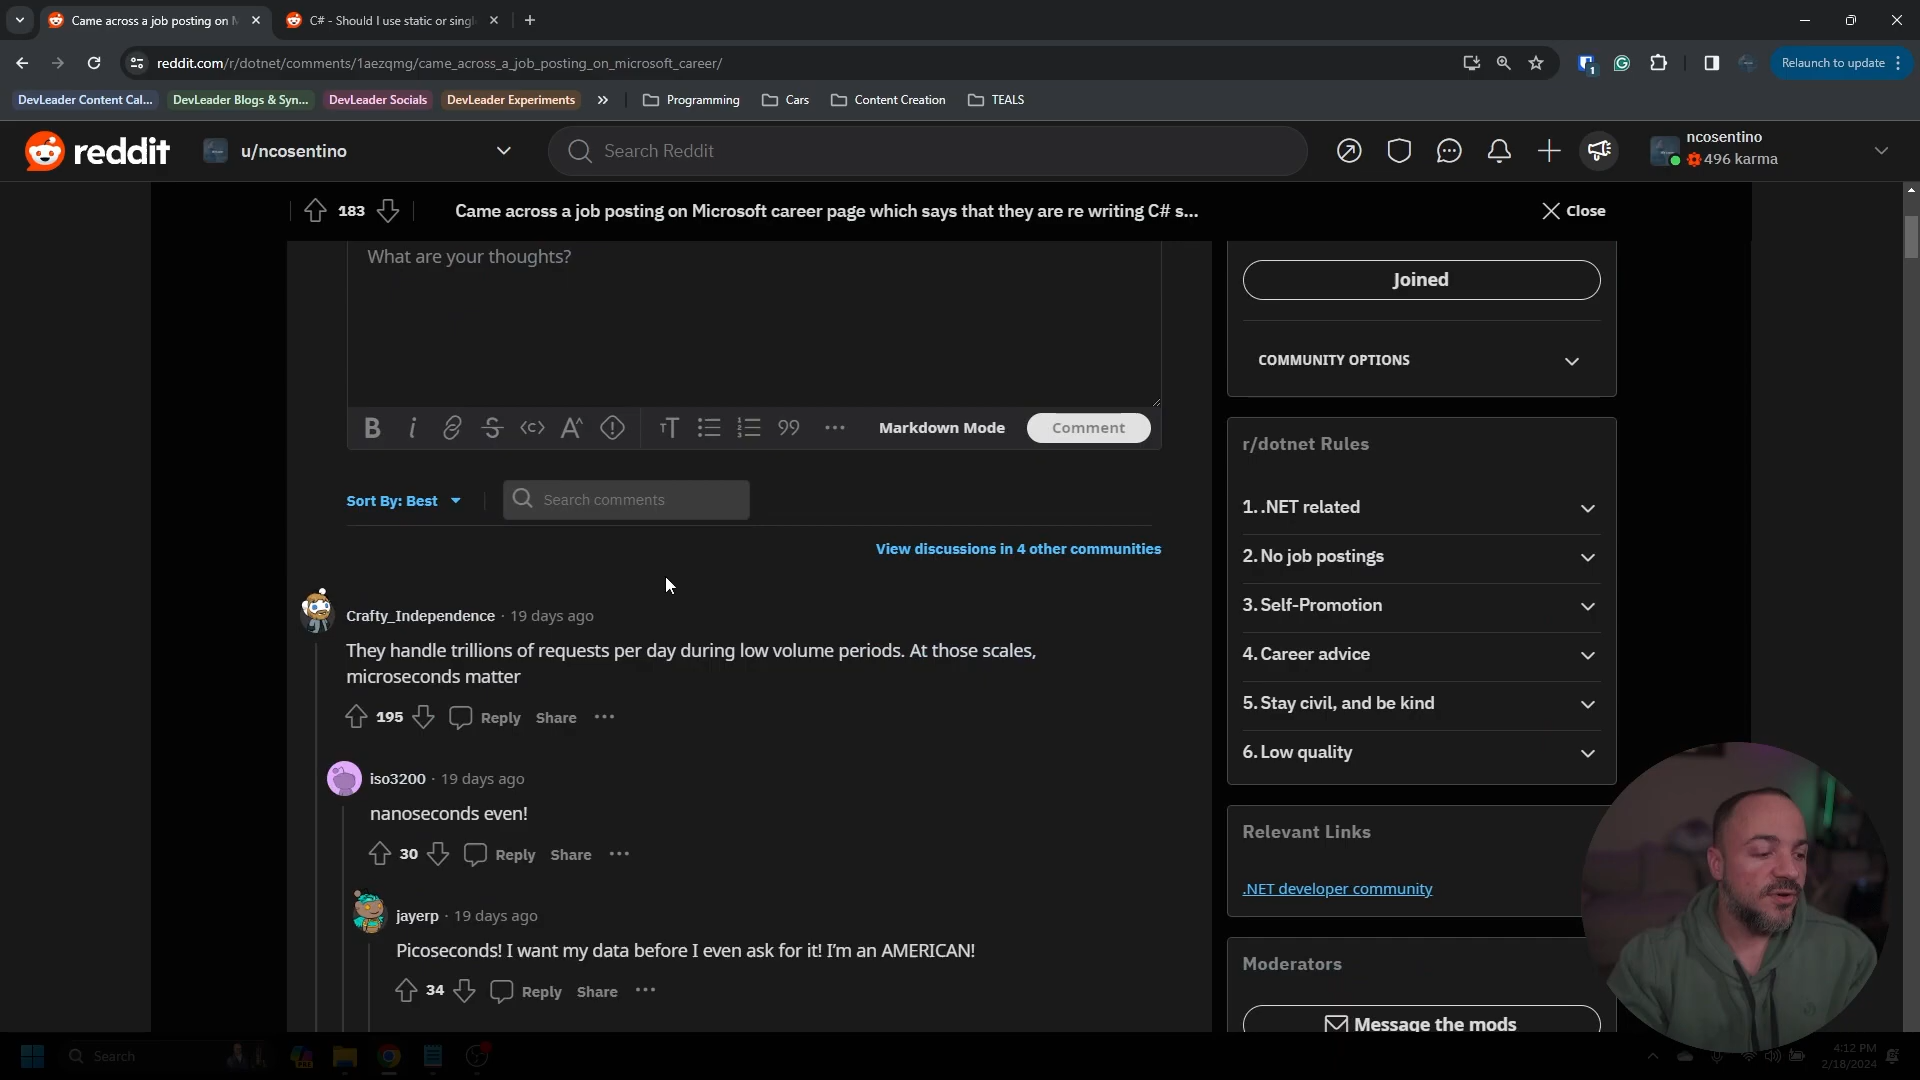 Came across a job posting on M
C# - Should I use static or singl
reddit.com/r/dotnet/comments/1aezqmg/came_across_a_job_posting_on_microsoft_career/
1
Relaunch to update
DevLeader Content Cal...
DevLeader Blogs & Syn...
DevLeader Socials
DevLeader Experiments
»
Programming
Cars
Content Creation
TEALS
reddit
u/ncosentino
Search Reddit
ncosentino
496 karma
183
Came across a job posting on Microsoft career page which says that they are re writing C# s...
Close
What are your thoughts?
Markdown Mode
Comment
Joined
COMMUNITY OPTIONS
r/dotnet Rules
1. .NET related
2. No job postings
3. Self-Promotion
4. Career advice
5. Stay civil, and be kind
6. Low quality
Sort By: Best
Search comments
View discussions in 4 other communities
Crafty_Independence · 19 days ago
They handle trillions of requests per day during low volume periods. At those scales,
microseconds matter
195
Reply
Share
iso3200 · 19 days ago
nanoseconds even!
30
Reply
Share
jayerp · 19 days ago
Picoseconds! I want my data before I even ask for it! I'm an AMERICAN!
34
Reply
Share
Relevant Links
.NET developer community
Moderators
Message the mods
Search
4:12 PM
2/18/2024